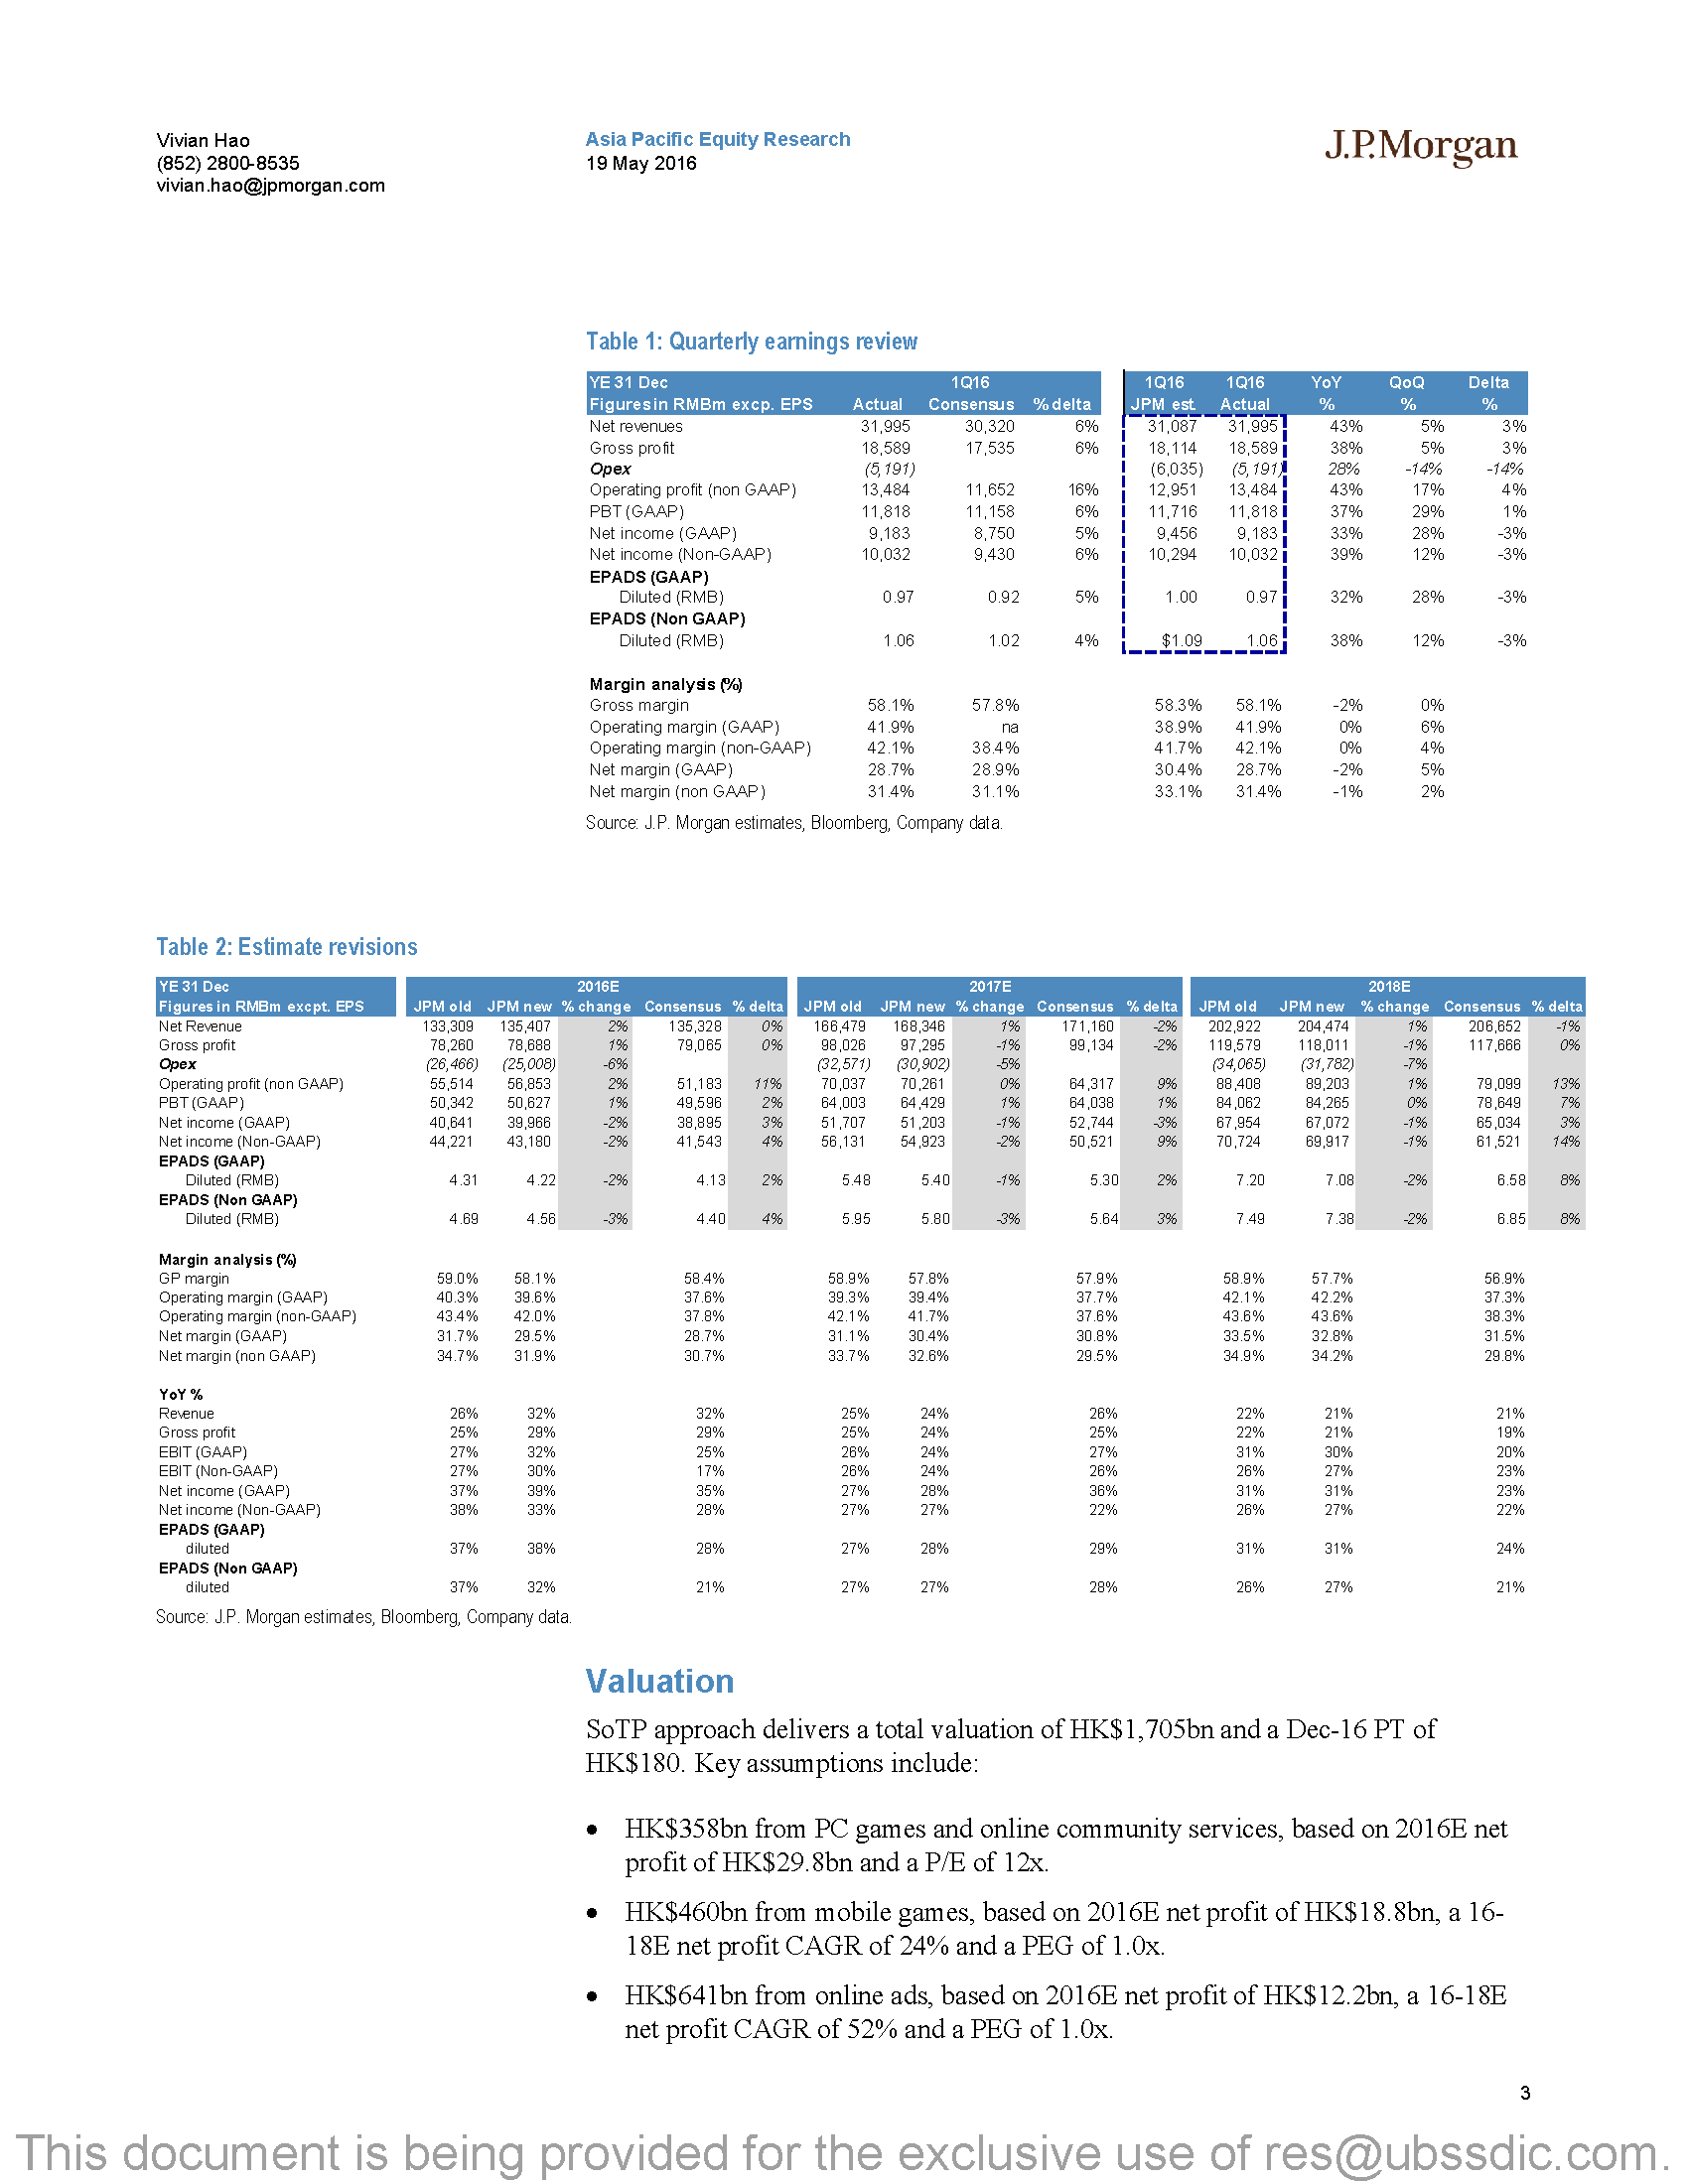 Vivian Hao
(852) 2800-8535
vivian.hao@jpmorgan.com
Asia Pacific Equity Research
19 May 2016
J.P.Morgan
Table 1: Quarterly earnings review
YE 31 Dec 1Q16 1Q16 1Q16 YoY QoQ Delta
Figures in RMBm excp. EPS Actual Consensus % delta JPM est. Actual % % %
Net revenues 31,995 30,320 6% 31,087 31,995 43% 5% 3%
Gross profit 18,589 17,535 6% 18,114 18,589 38% 5% 3%
Opex (5,191) (6,035) (5,191) 28% -14% -14%
Operating profit (non GAAP) 13,484 11,652 16% 12,951 13,484 43% 17% 4%
PBT (GAAP) 11,818 11,158 6% 11,716 11,818 37% 29% 1%
Net income (GAAP) 9,183 8,750 5% 9,456 9,183 33% 28% -3%
Net income (Non-GAAP) 10,032 9,430 6% 10,294 10,032 39% 12% -3%
EPADS (GAAP)
Diluted (RMB) 0.97 0.92 5% 1.00 0.97 32% 28% -3%
EPADS (Non GAAP)
Diluted (RMB) 1.06 1.02 4% $1.09 1.06 38% 12% -3%
Margin analysis (%)
Gross margin 58.1% 57.8% 58.3% 58.1% -2% 0%
Operating margin (GAAP) 41.9% na 38.9% 41.9% 0% 6%
Operating margin (non-GAAP) 42.1% 38.4% 41.7% 42.1% 0% 4%
Net margin (GAAP) 28.7% 28.9% 30.4% 28.7% -2% 5%
Net margin (non GAAP) 31.4% 31.1% 33.1% 31.4% -1% 2%
Source: J.P. Morgan estimates, Bloomberg, Company data.
Table 2: Estimate revisions
YE 31 Dec 2016E 2017E 2018E
Figures in RMBm excpt. EPS JPM old JPM new % change Consensus % delta JPM old JPM new % change Consensus % delta JPM old JPM new % change Consensus % delta
Net Revenue 133,309 135,407 2% 135,328 0% 166,479 168,346 1% 171,160 -2% 202,922 204,474 1% 206,652 -1%
Gross profit 78,260 78,688 1% 79,065 0% 98,026 97,295 -1% 99,134 -2% 119,579 118,011 -1% 117,666 0%
Opex (26,466) (25,008) -6% (32,571) (30,902) -5% (34,065) (31,782) -7%
Operating profit (non GAAP) 55,514 56,853 2% 51,183 11% 70,037 70,261 0% 64,317 9% 88,408 89,203 1% 79,099 13%
PBT (GAAP) 50,342 50,627 1% 49,596 2% 64,003 64,429 1% 64,038 1% 84,062 84,265 0% 78,649 7%
Net income (GAAP) 40,641 39,966 -2% 38,895 3% 51,707 51,203 -1% 52,744 -3% 67,954 67,072 -1% 65,034 3%
Net income (Non-GAAP) 44,221 43,180 -2% 41,543 4% 56,131 54,923 -2% 50,521 9% 70,724 69,917 -1% 61,521 14%
EPADS (GAAP)
Diluted (RMB) 4.31 4.22 -2% 4.13 2% 5.48 5.40 -1% 5.30 2% 7.20 7.08 -2% 6.58 8%
EPADS (Non GAAP)
Diluted (RMB) 4.69 4.56 -3% 4.40 4% 5.95 5.80 -3% 5.64 3% 7.49 7.38 -2% 6.85 8%
Margin analysis (%)
GP margin 59.0% 58.1% 58.4% 58.9% 57.8% 57.9% 58.9% 57.7% 56.9%
Operating margin (GAAP) 40.3% 39.6% 37.6% 39.3% 39.4% 37.7% 42.1% 42.2% 37.3%
Operating margin (non-GAAP) 43.4% 42.0% 37.8% 42.1% 41.7% 37.6% 43.6% 43.6% 38.3%
Net margin (GAAP) 31.7% 29.5% 28.7% 31.1% 30.4% 30.8% 33.5% 32.8% 31.5%
Net margin (non GAAP) 34.7% 31.9% 30.7% 33.7% 32.6% 29.5% 34.9% 34.2% 29.8%
YoY %
Revenue 26% 32% 32% 25% 24% 26% 22% 21% 21%
Gross profit 25% 29% 29% 25% 24% 25% 22% 21% 19%
EBIT (GAAP) 27% 32% 25% 26% 24% 27% 31% 30% 20%
EBIT (Non-GAAP) 27% 30% 17% 26% 24% 26% 26% 27% 23%
Net income (GAAP) 37% 39% 35% 27% 28% 36% 31% 31% 23%
Net income (Non-GAAP) 38% 33% 28% 27% 27% 22% 26% 27% 22%
EPADS (GAAP)
diluted 37% 38% 28% 27% 28% 29% 31% 31% 24%
EPADS (Non GAAP)
diluted 37% 32% 21% 27% 27% 28% 26% 27% 21%
Source: J.P. Morgan estimates, Bloomberg, Company data.
Valuation
SoTP approach delivers a total valuation of HK$1,705bn and a Dec-16 PT of
HK$180. Key assumptions include:
• HK$358bn from PC games and online community services, based on 2016E net
profit of HK$29.8bn and a P/E of 12x.
• HK$460bn from mobile games, based on 2016E net profit of HK$18.8bn, a 16-
18E net profit CAGR of 24% and a PEG of 1.0x.
• HK$641bn from online ads, based on 2016E net profit of HK$12.2bn, a 16-18E
net profit CAGR of 52% and a PEG of 1.0x.
3
This document is being provided for the exclusive use of res@ubssdic.com.